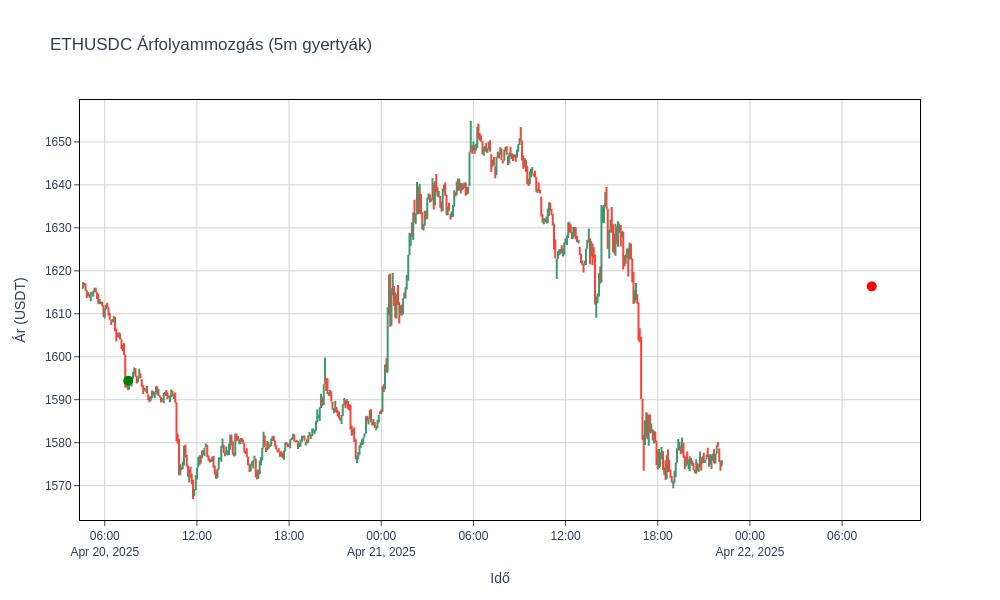 ETHUSDC Árfolyammozgás (5m gyertyák)
Ár (USDT)
1650
1640
1630
1620
1610
1600
1590
1580
1570
06:00 12:00 18:00 00:00 06:00 12:00 18:00 00:00 06:00
Apr 20, 2025 Apr 21, 2025 Apr 22, 2025
Idő